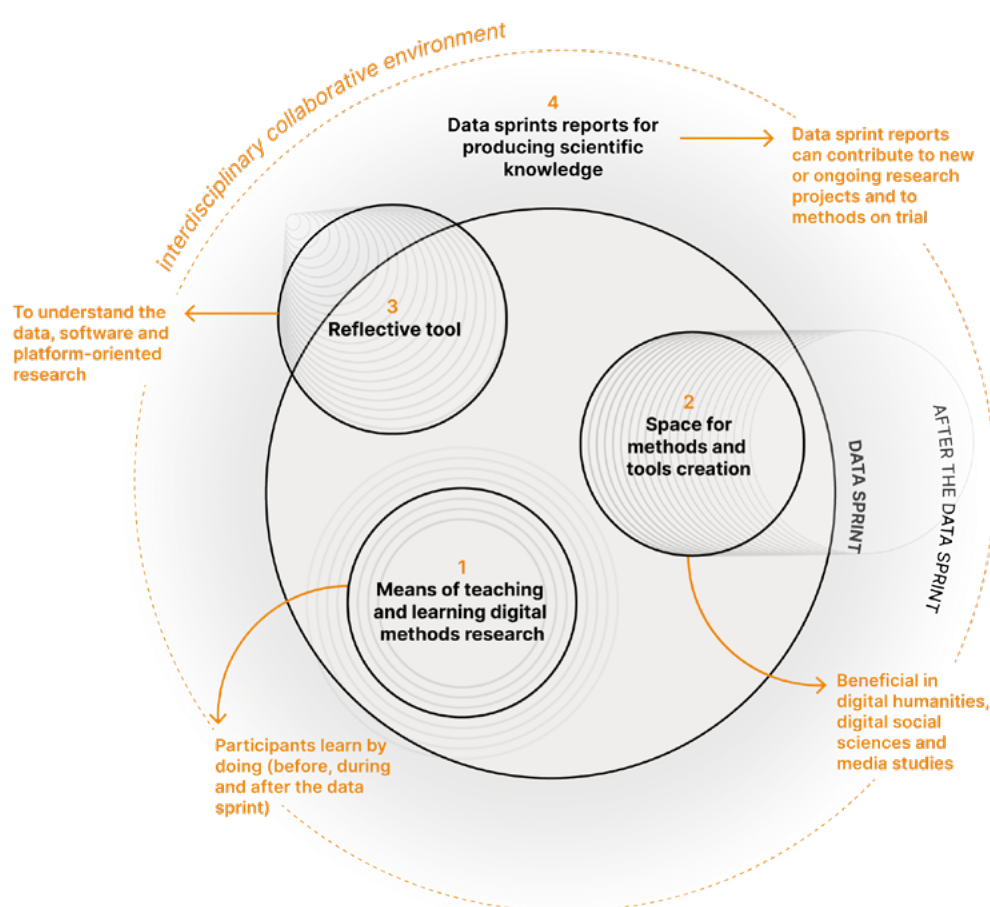 interdisciplinary collaborative environment
4
Data sprints reports for
producing scientific
knowledge
Data sprint reports
can contribute to new
or ongoing research
projects and to
methods on trial
3
Reflective tool
To understand the
data, software and
platform-oriented
research
2
Space for
methods and
tools creation
DATA SPRINT
AFTER THE DATA SPRINT
1
Means of teaching
and learning digital
methods research
Beneficial in
digital humanities,
digital social
sciences and
media studies
Participants learn by
doing (before, during
and after the data
sprint)